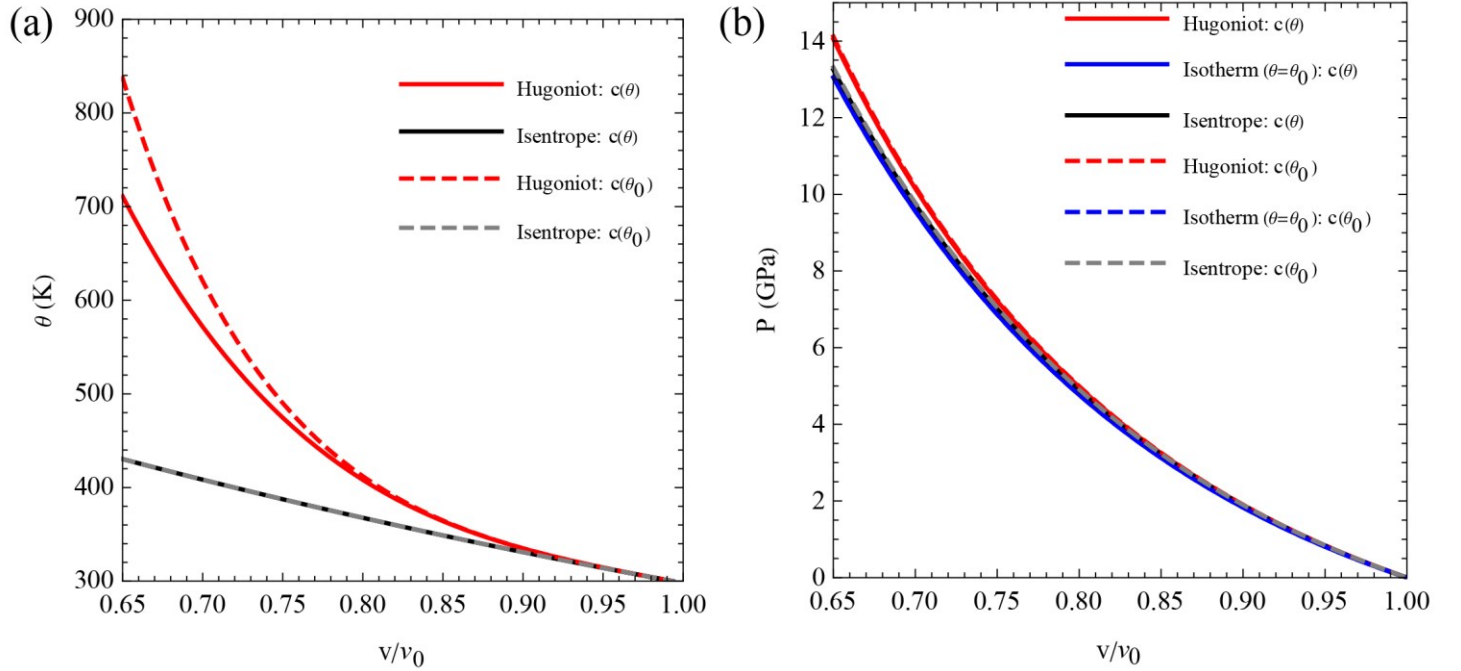 (a)
900
800
700
600
500
400
300
θ (K)
Hugoniot: c(θ)
Isentrope: c(θ)
Hugoniot: c(θ0)
Isentrope: c(θ0)
0.65 0.70 0.75 0.80 0.85 0.90 0.95 1.00
v/v0
(b)
14
12
10
8
6
4
2
0
P (GPa)
Hugoniot: c(θ)
Isotherm (θ=θ0): c(θ)
Isentrope: c(θ)
Hugoniot: c(θ0)
Isotherm (θ=θ0): c(θ0)
Isentrope: c(θ0)
0.65 0.70 0.75 0.80 0.85 0.90 0.95 1.00
v/v0